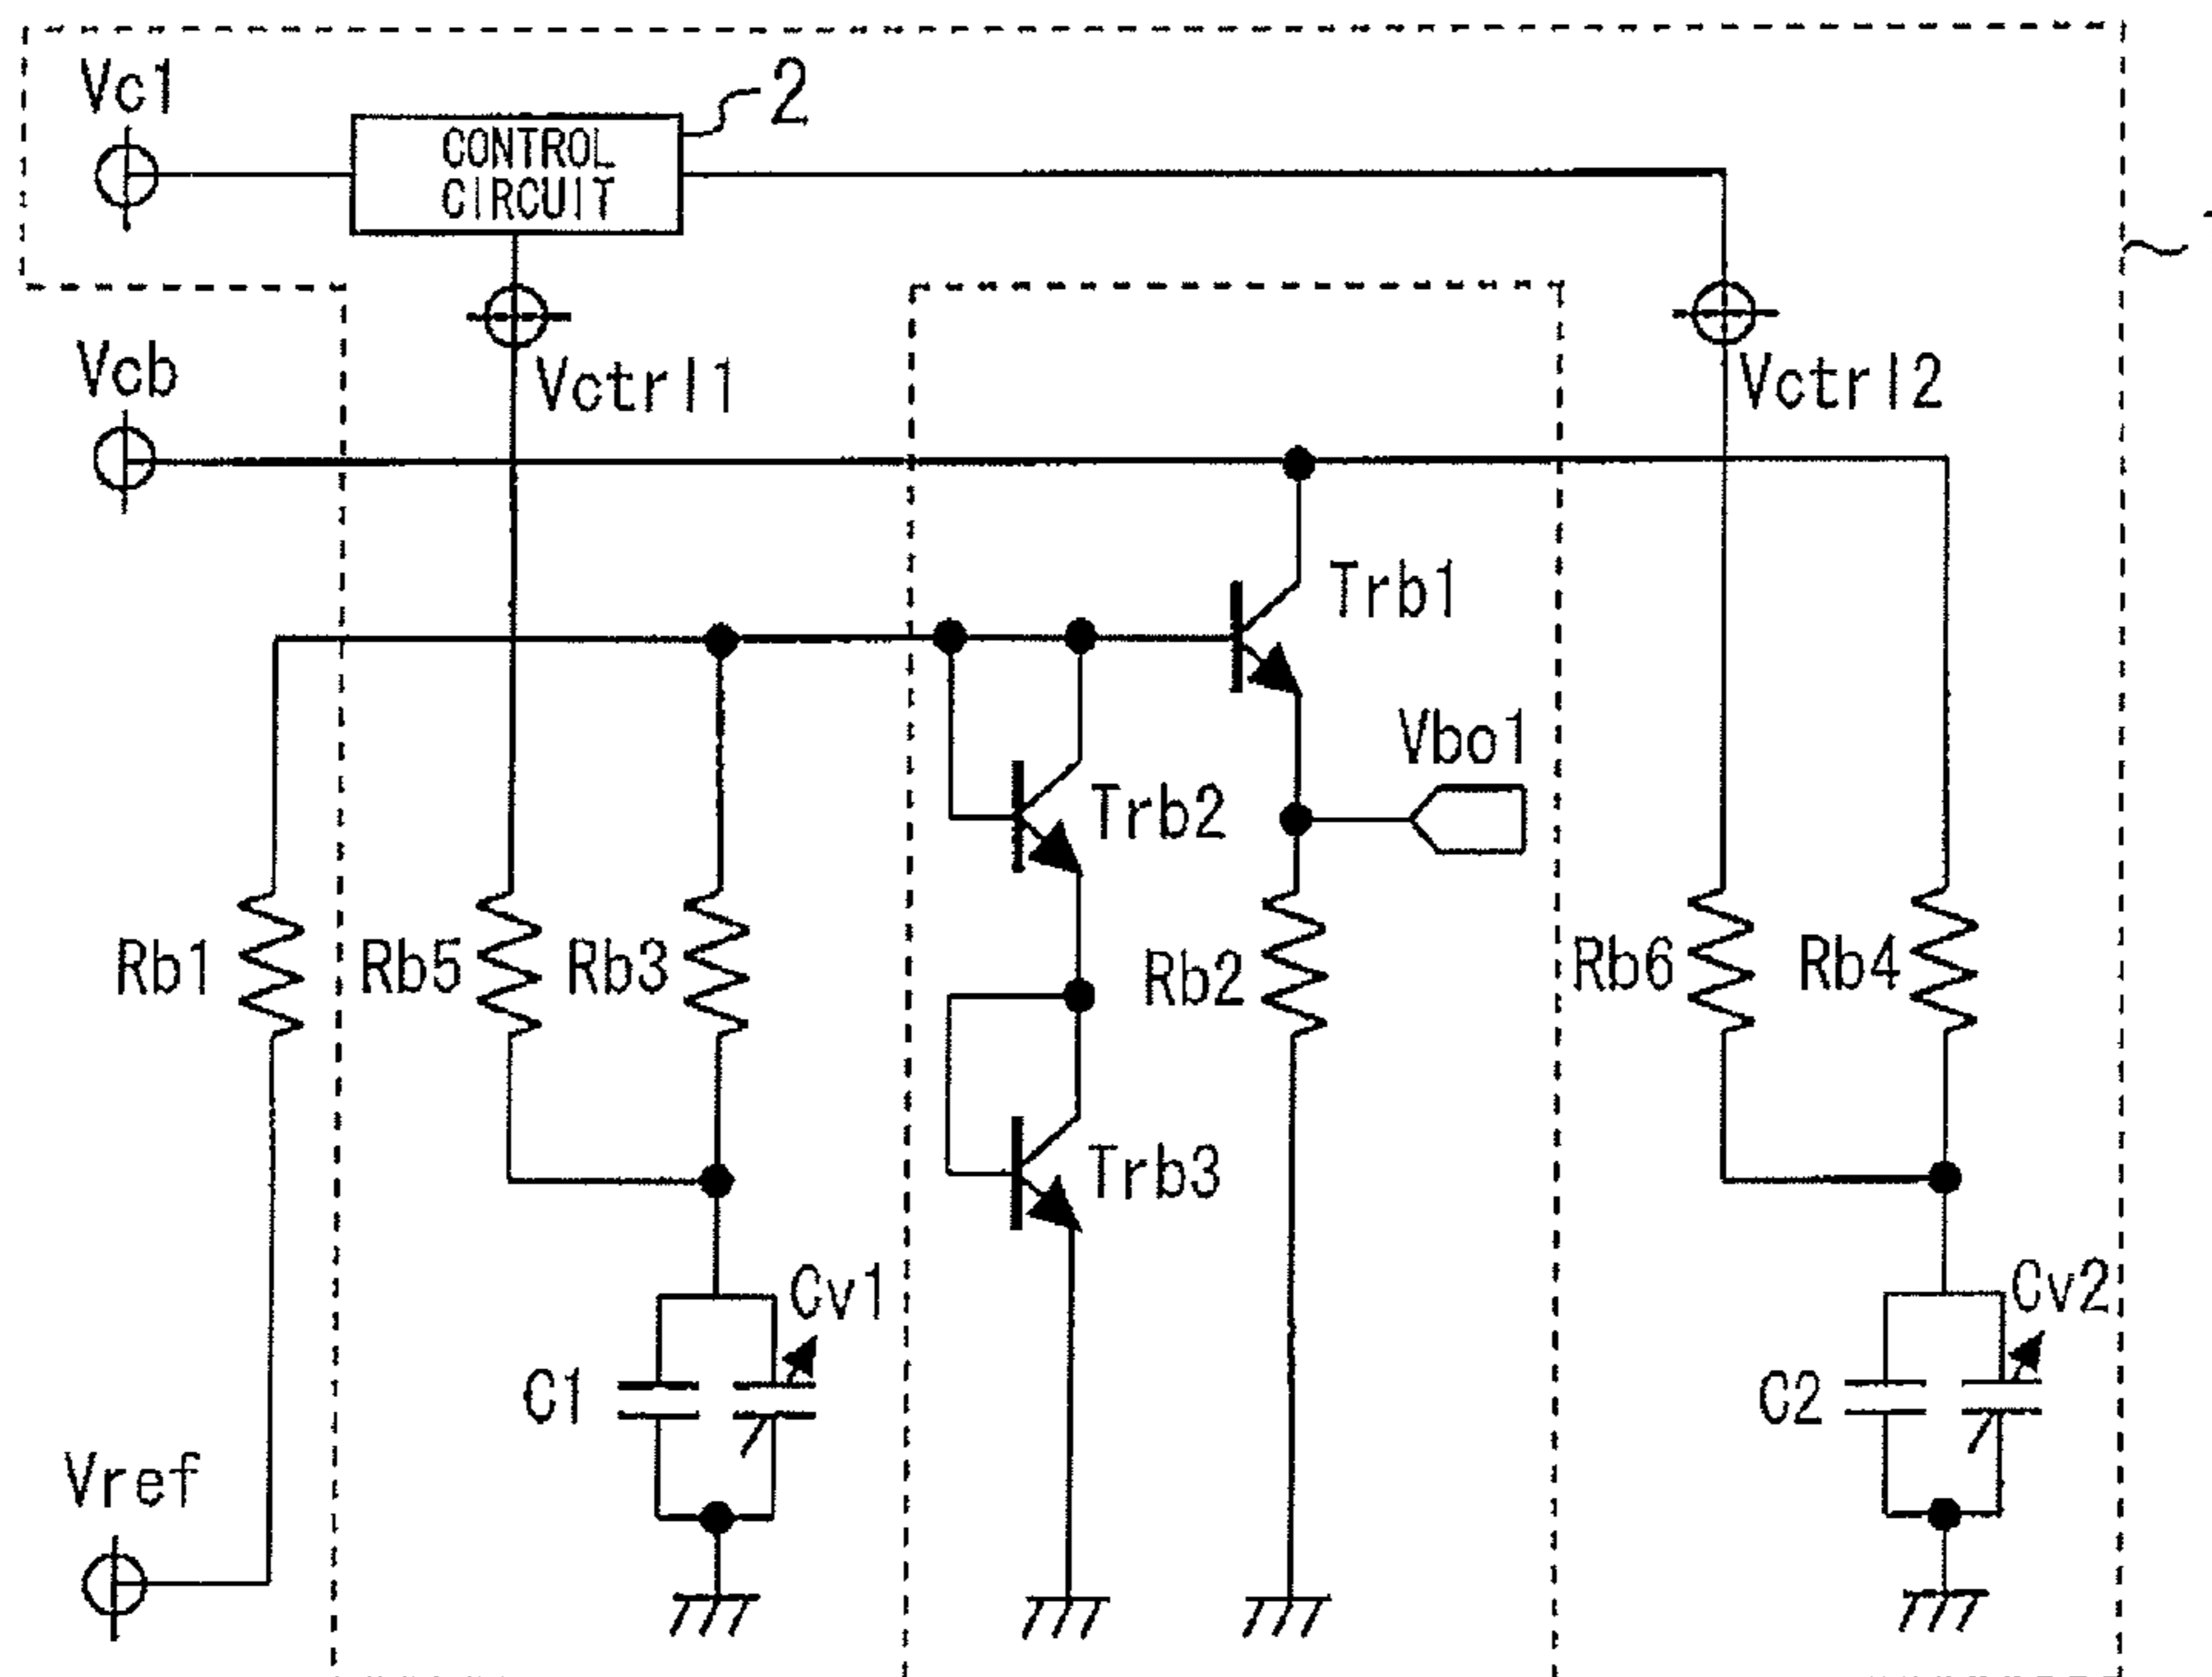 Vc1
CONTROL
CIRCUIT
2
Vcb
Vctrl1
Vctrl2
Trb1
Vbo1
Trb2
Rb1
Rb5
Rb3
Rb2
Rb6
Rb4
Trb3
Cv1
Cv2
C1
C2
Vref